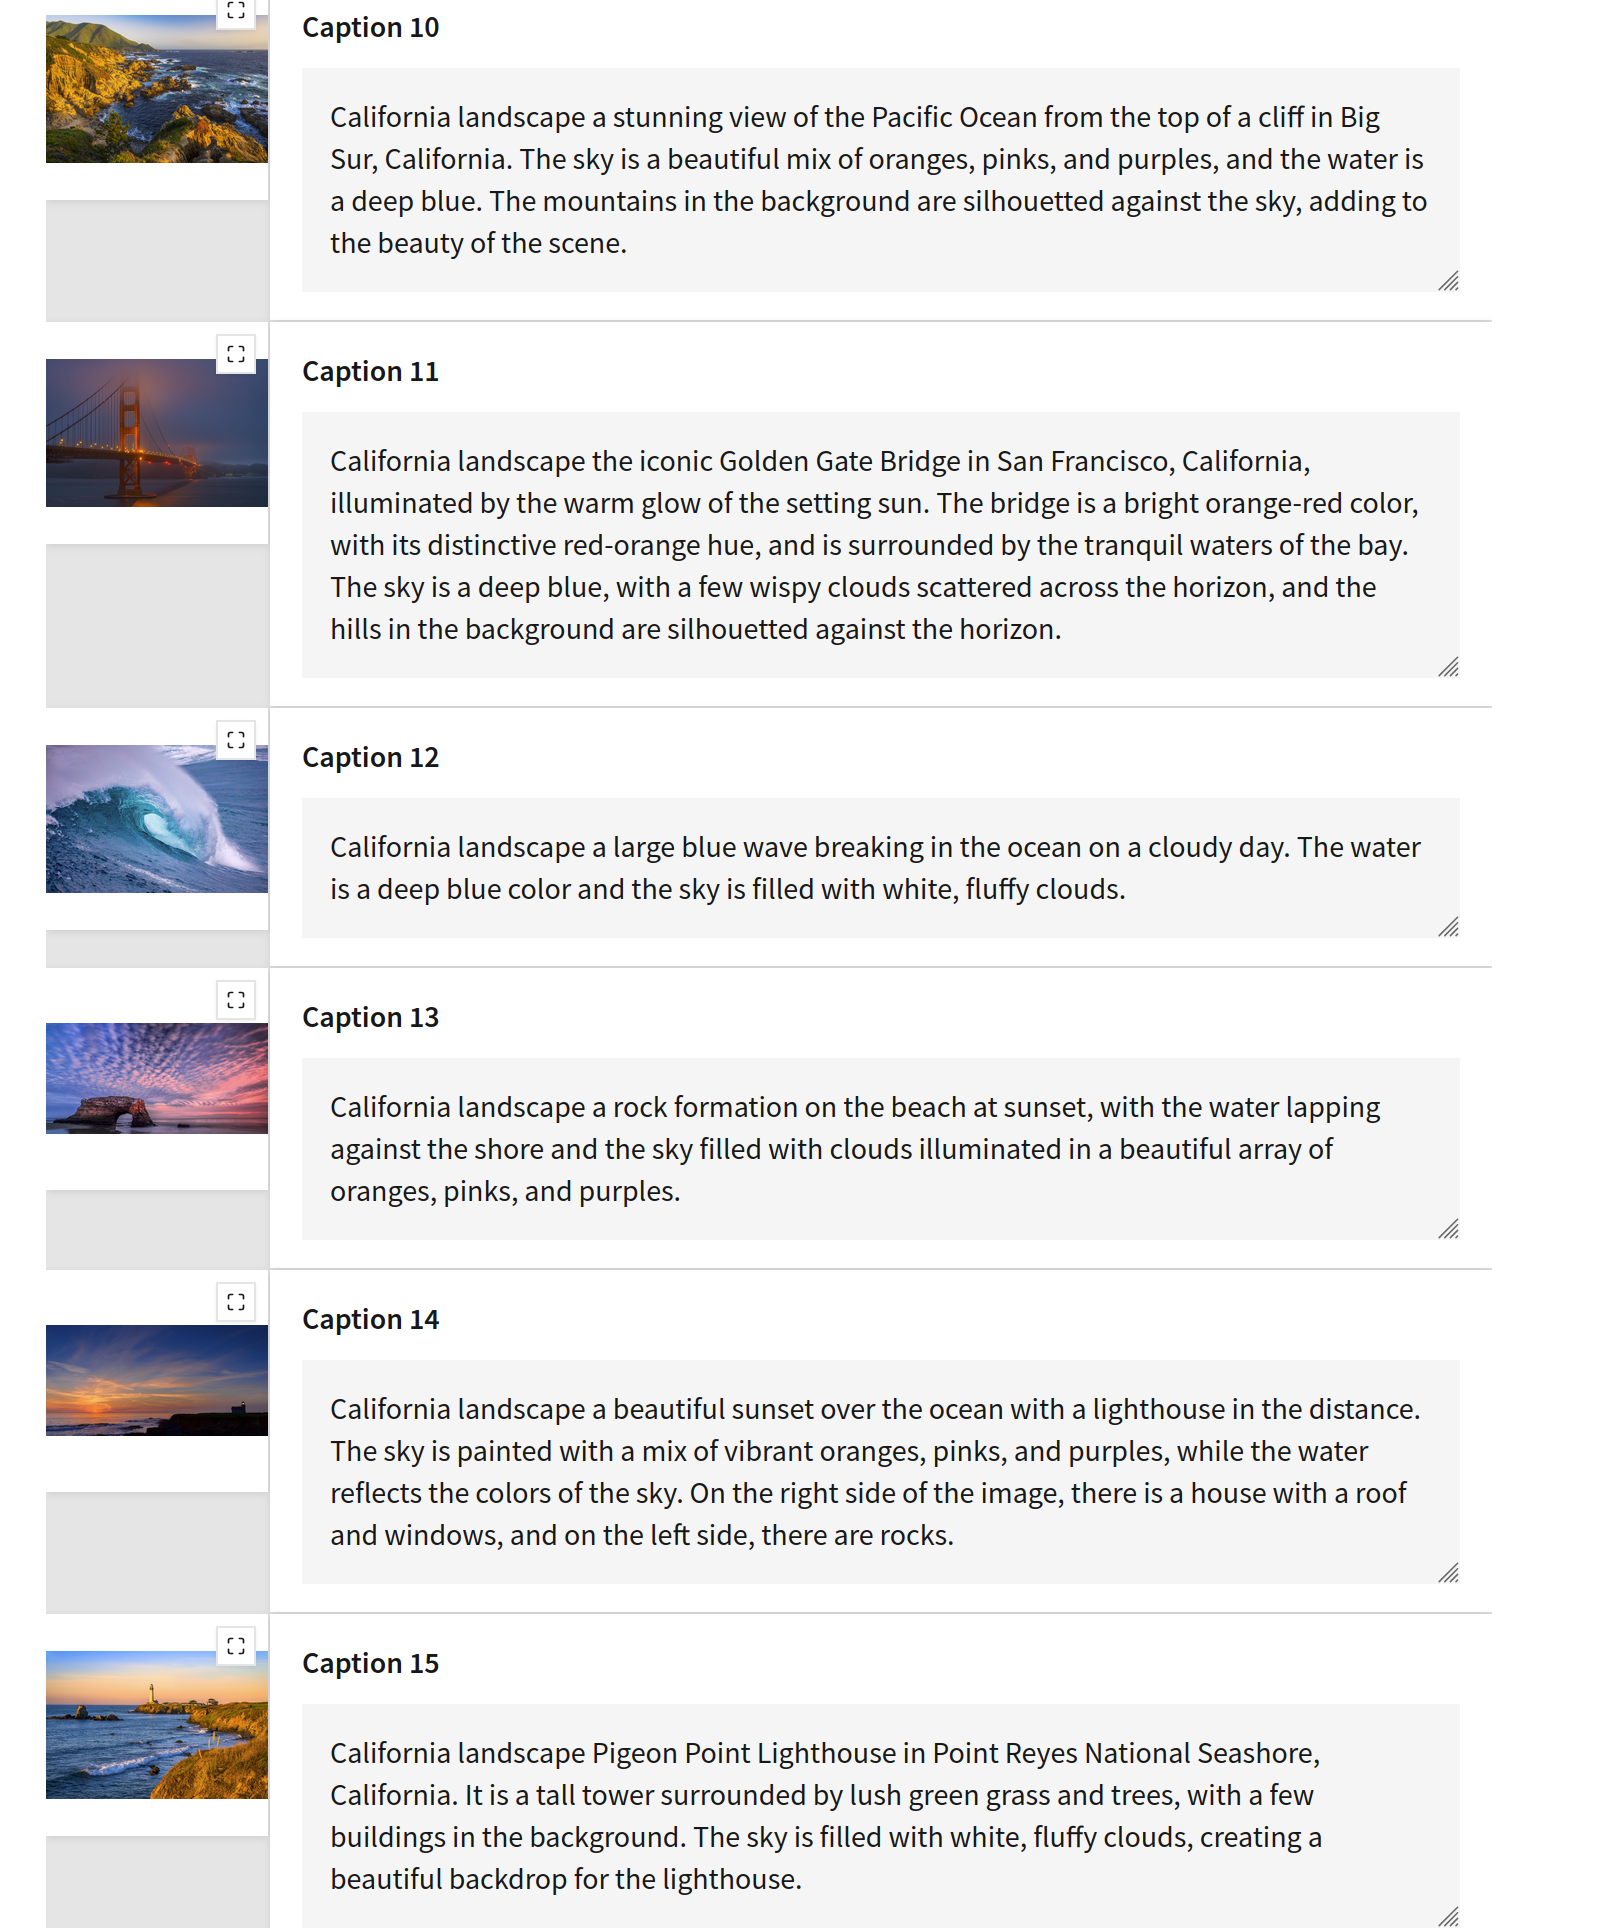 Caption 10
California landscape a stunning view of the Pacific Ocean from the top of a cliff in Big
Sur, California. The sky is a beautiful mix of oranges, pinks, and purples, and the water is
a deep blue. The mountains in the background are silhouetted against the sky, adding to
the beauty of the scene.
Caption 11
California landscape the iconic Golden Gate Bridge in San Francisco, California,
illuminated by the warm glow of the setting sun. The bridge is a bright orange-red color,
with its distinctive red-orange hue, and is surrounded by the tranquil waters of the bay.
The sky is a deep blue, with a few wispy clouds scattered across the horizon, and the
hills in the background are silhouetted against the horizon.
Caption 12
California landscape a large blue wave breaking in the ocean on a cloudy day. The water
is a deep blue color and the sky is filled with white, fluffy clouds.
Caption 13
California landscape a rock formation on the beach at sunset, with the water lapping
against the shore and the sky filled with clouds illuminated in a beautiful array of
oranges, pinks, and purples.
Caption 14
California landscape a beautiful sunset over the ocean with a lighthouse in the distance.
The sky is painted with a mix of vibrant oranges, pinks, and purples, while the water
reflects the colors of the sky. On the right side of the image, there is a house with a roof
and windows, and on the left side, there are rocks.
Caption 15
California landscape Pigeon Point Lighthouse in Point Reyes National Seashore,
California. It is a tall tower surrounded by lush green grass and trees, with a few
buildings in the background. The sky is filled with white, fluffy clouds, creating a
beautiful backdrop for the lighthouse.